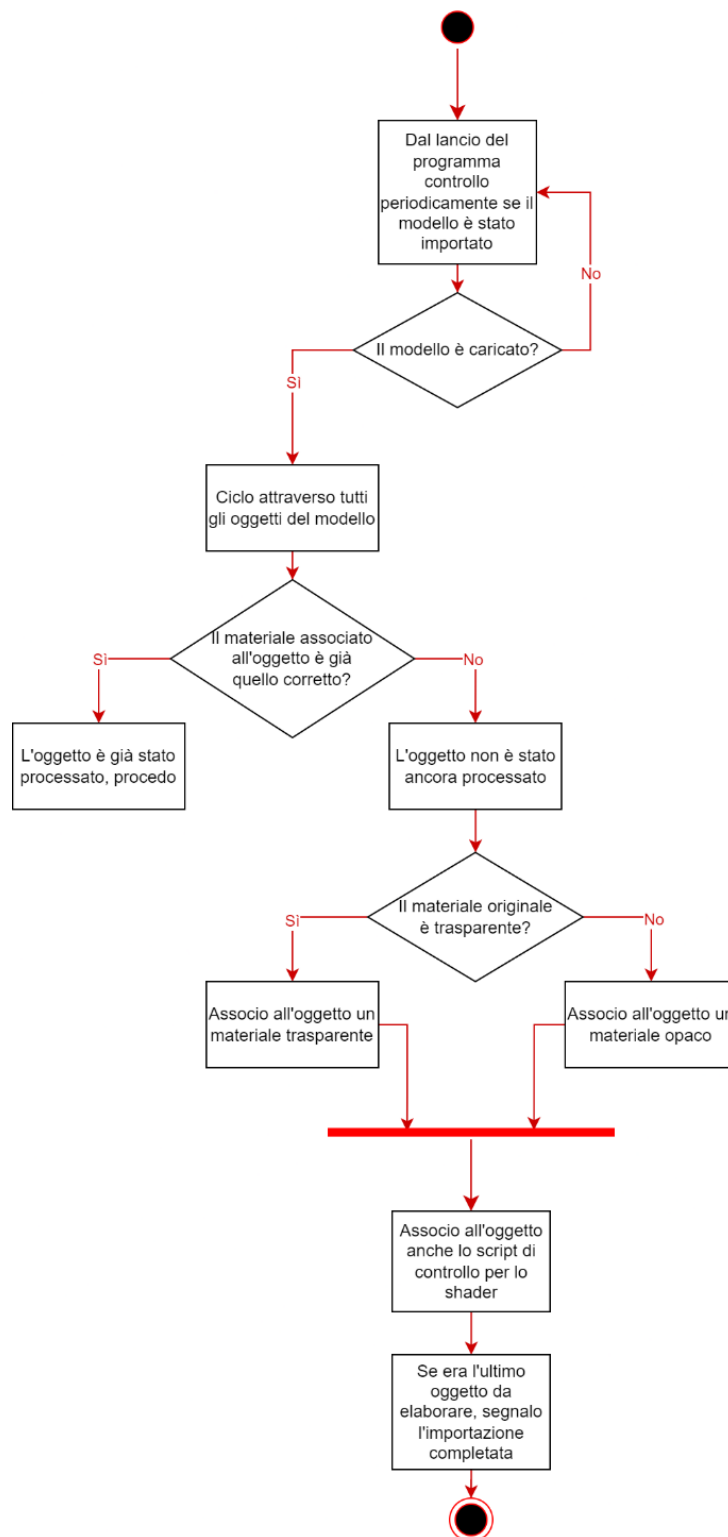 Dal lancio del
programma
controllo
periodicamente se il
modello è stato
importato
No
Il modello è caricato?
Sì
Ciclo attraverso tutti
gli oggetti del modello
Il materiale associato
all'oggetto è già
quello corretto?
Sì
No
L'oggetto è già stato
processato, procedo
L'oggetto non è stato
ancora processato
Il materiale originale
è trasparente?
Sì
No
Associo all'oggetto un
materiale trasparente
Associo all'oggetto un
materiale opaco
Associo all'oggetto
anche lo script di
controllo per lo
shader
Se era l'ultimo
oggetto da
elaborare, segnalo
l'importazione
completata